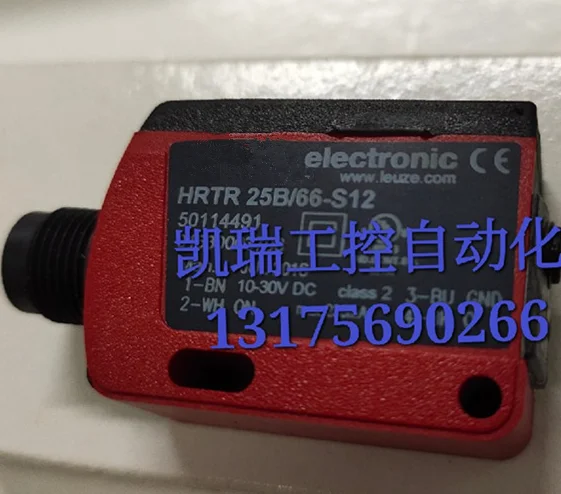 electronic CE
www.leuze.com
HRTR 25B/66-S12
50114491
凯瑞工控自动化
1-BN 10-30V DC class 2 3-BU GND
2-WH
13175690266